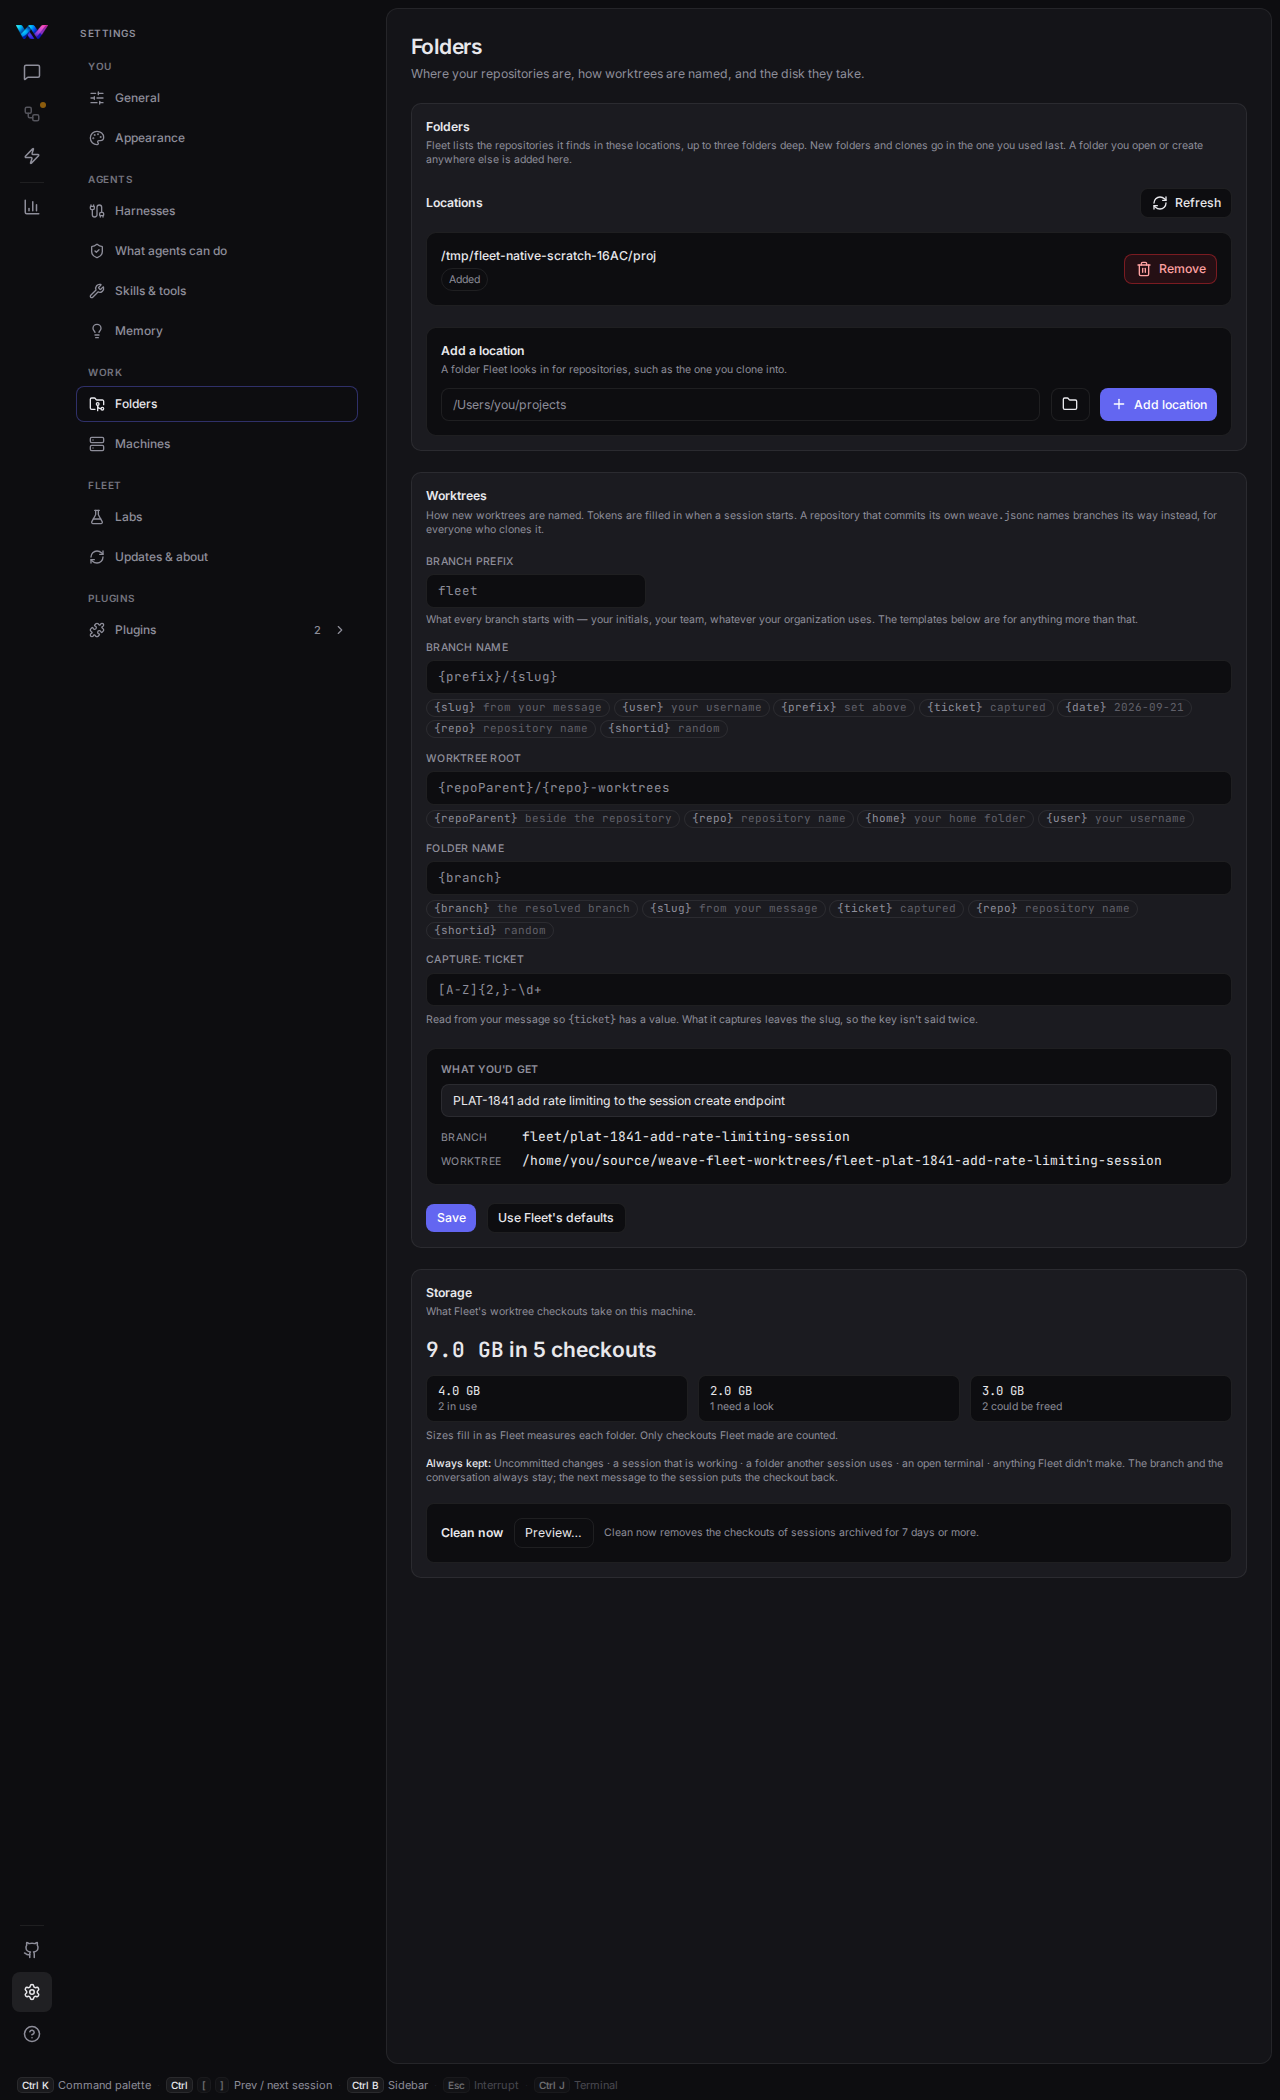 SETTINGS
YOU
General
Appearance
AGENTS
Harnesses
What agents can do
Skills & tools
Memory
WORK
Folders
Machines
FLEET
Labs
Updates & about
PLUGINS
Plugins 2
Folders
Where your repositories are, how worktrees are named, and the disk they take.
Folders
Fleet lists the repositories it finds in these locations, up to three folders deep. New folders and clones go in the one you used last. A folder you open or create
anywhere else is added here.
Locations
Refresh
/tmp/fleet-native-scratch-16AC/proj
Added
Remove
Add a location
A folder Fleet looks in for repositories, such as the one you clone into.
/Users/you/projects
Add location
Worktrees
How new worktrees are named. Tokens are filled in when a session starts. A repository that commits its own weave.jsonc names branches its way instead, for
everyone who clones it.
BRANCH PREFIX
fleet
What every branch starts with — your initials, your team, whatever your organization uses. The templates below are for anything more than that.
BRANCH NAME
{prefix}/{slug}
{slug} from your message {user} your username {prefix} set above {ticket} captured {date} 2026-09-21
{repo} repository name {shortid} random
WORKTREE ROOT
{repoParent}/{repo}-worktrees
{repoParent} beside the repository {repo} repository name {home} your home folder {user} your username
FOLDER NAME
{branch}
{branch} the resolved branch {slug} from your message {ticket} captured {repo} repository name
{shortid} random
CAPTURE: TICKET
[A-Z]{2,}-\d+
Read from your message so {ticket} has a value. What it captures leaves the slug, so the key isn't said twice.
WHAT YOU'D GET
PLAT-1841 add rate limiting to the session create endpoint
BRANCH fleet/plat-1841-add-rate-limiting-session
WORKTREE /home/you/source/weave-fleet-worktrees/fleet-plat-1841-add-rate-limiting-session
Save
Use Fleet's defaults
Storage
What Fleet's worktree checkouts take on this machine.
9.0 GB in 5 checkouts
4.0 GB
2 in use
2.0 GB
1 need a look
3.0 GB
2 could be freed
Sizes fill in as Fleet measures each folder. Only checkouts Fleet made are counted.
Always kept: Uncommitted changes · a session that is working · a folder another session uses · an open terminal · anything Fleet didn't make. The branch and the
conversation always stay; the next message to the session puts the checkout back.
Clean now Preview... Clean now removes the checkouts of sessions archived for 7 days or more.
Ctrl K Command palette Ctrl [ ] Prev / next session Ctrl B Sidebar Esc Interrupt Ctrl J Terminal